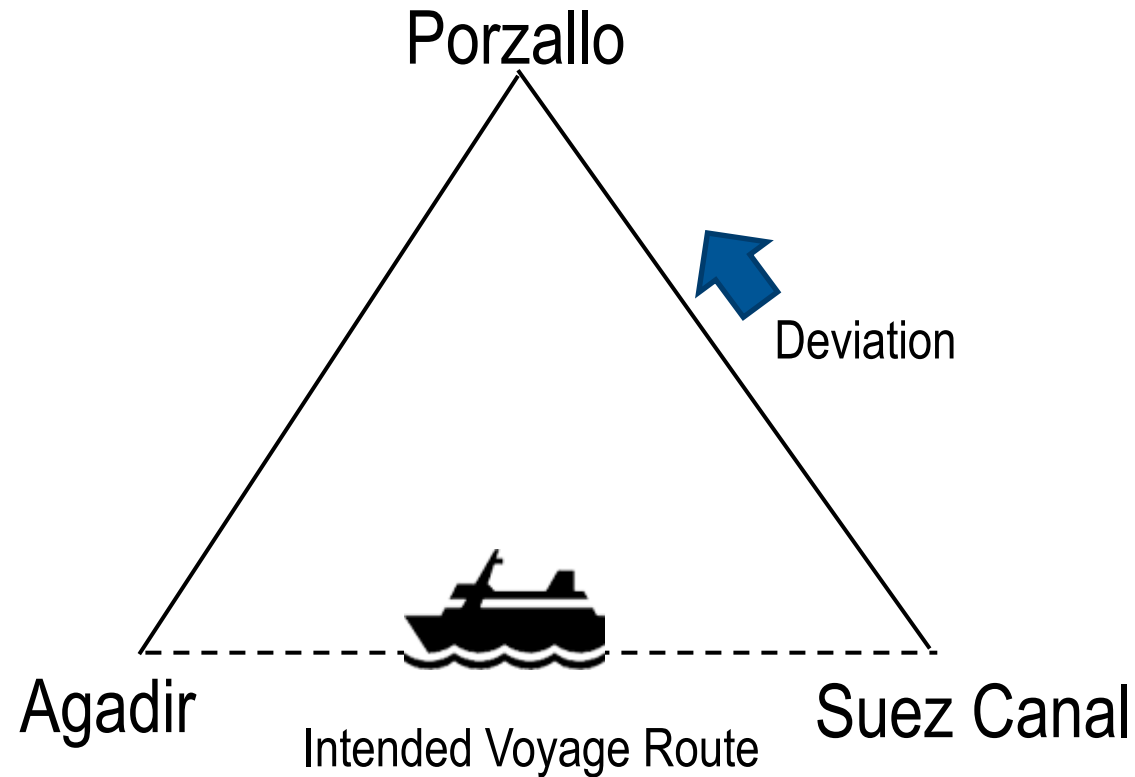 Porzallo
Deviation
Agadir
Suez Canal
Intended Voyage Route